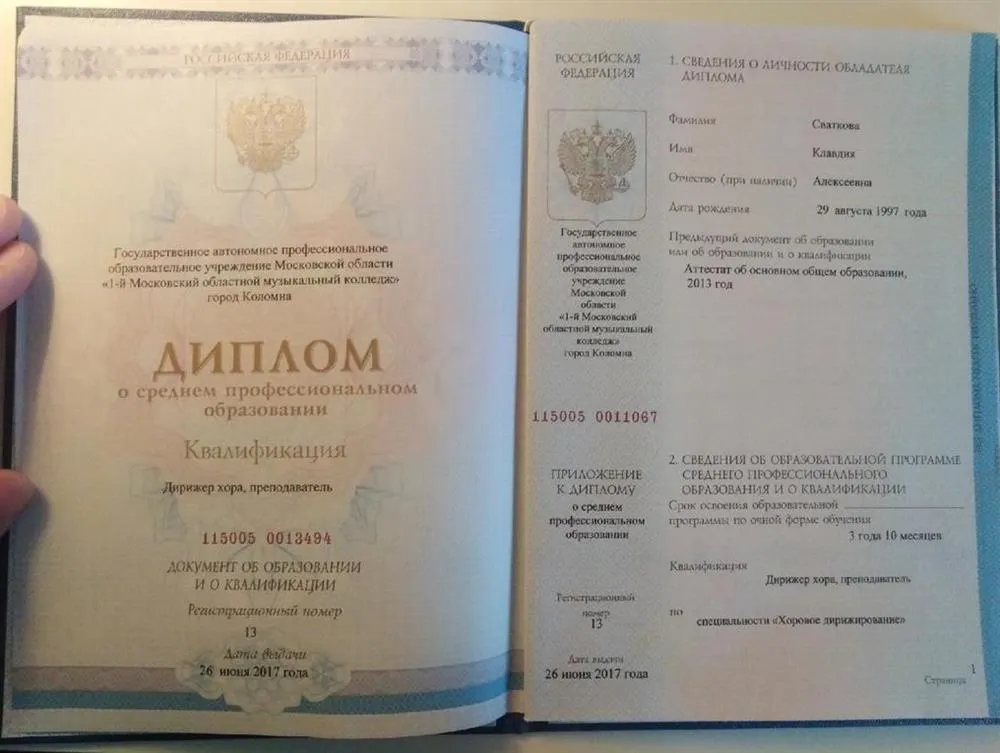 РОССИЙСКАЯ ФЕДЕРАЦИЯ
Государственное автономное профессиональное
образовательное учреждение Московской области
«1-й Московский областной музыкальный колледж»
город Коломна
ДИПЛОМ
о среднем профессиональном
образовании
Квалификация
Дирижер хора, преподаватель
115005 0013494
ДОКУМЕНТ ОБ ОБРАЗОВАНИИ
И О КВАЛИФИКАЦИИ
Регистрационный номер
13
Дата выдачи
26 июня 2017 года
РОССИЙСКАЯ
ФЕДЕРАЦИЯ
Государственное
автономное
профессиональное
образовательное
учреждение
Московской
области
«1-й Московский
областной музыкальный
колледж»
город Коломна
115005 0011067
ПРИЛОЖЕНИЕ
К ДИПЛОМУ
о среднем
профессиональном
образовании
Регистрационный
номер
13
Дата выдачи
26 июня 2017 года
1. СВЕДЕНИЯ О ЛИЧНОСТИ ОБЛАДАТЕЛЯ
ДИПЛОМА
Фамилия Сваткова
Имя Клавдия
Отчество (при наличии) Алексеевна
Дата рождения 29 августа 1997 года
Предыдущий документ об образовании
или об образовании и о квалификации
Аттестат об основном общем образовании,
2013 год
2. СВЕДЕНИЯ ОБ ОБРАЗОВАТЕЛЬНОЙ ПРОГРАММЕ
СРЕДНЕГО ПРОФЕССИОНАЛЬНОГО
ОБРАЗОВАНИЯ И О КВАЛИФИКАЦИИ
Срок освоения образовательной
программы по очной форме обучения
3 года 10 месяцев
Квалификация
Дирижер хора, преподаватель
по
специальности «Хоровое дирижирование»
1
Страница